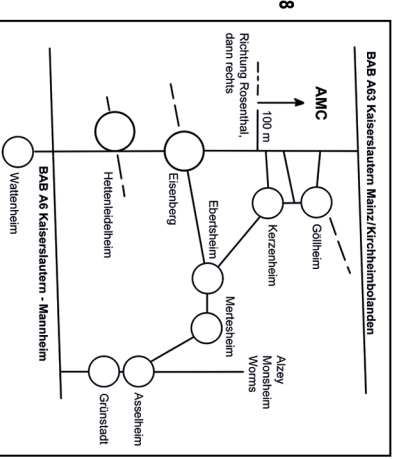 8
BAB A63 Kaiserslautern Mainz/Kirchheimbolanden
AMC
100 m
Richtung Rosenthal,
dann rechts
Göllheim
Kerzenheim
Eisenberg
Ebertsheim
Mertesheim
Alzey
Monsheim
Worms
Hettenleidelheim
Asselheim
Grünstadt
BAB A6 Kaiserslautern - Mannheim
Wattenheim